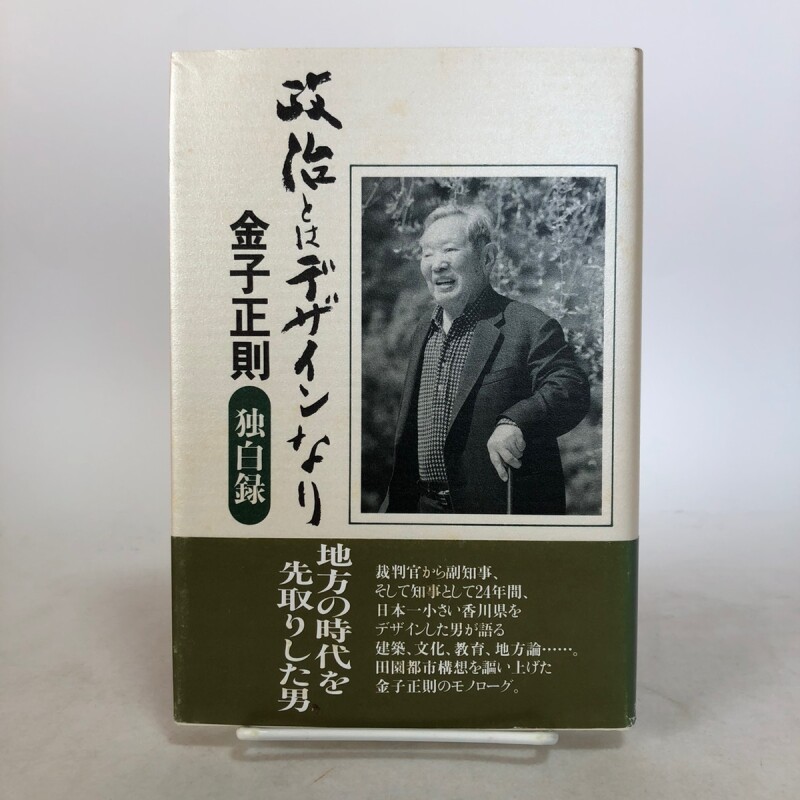 政治とはデザインなり
金子正則
独白録
地方の時代を
先取りした男
裁判官から副知事、
そして知事として24年間、
日本一小さい香川県を
デザインした男が語る
建築、文化、教育、地方論……。
田園都市構想を謳い上げた
金子正則のモノローグ。